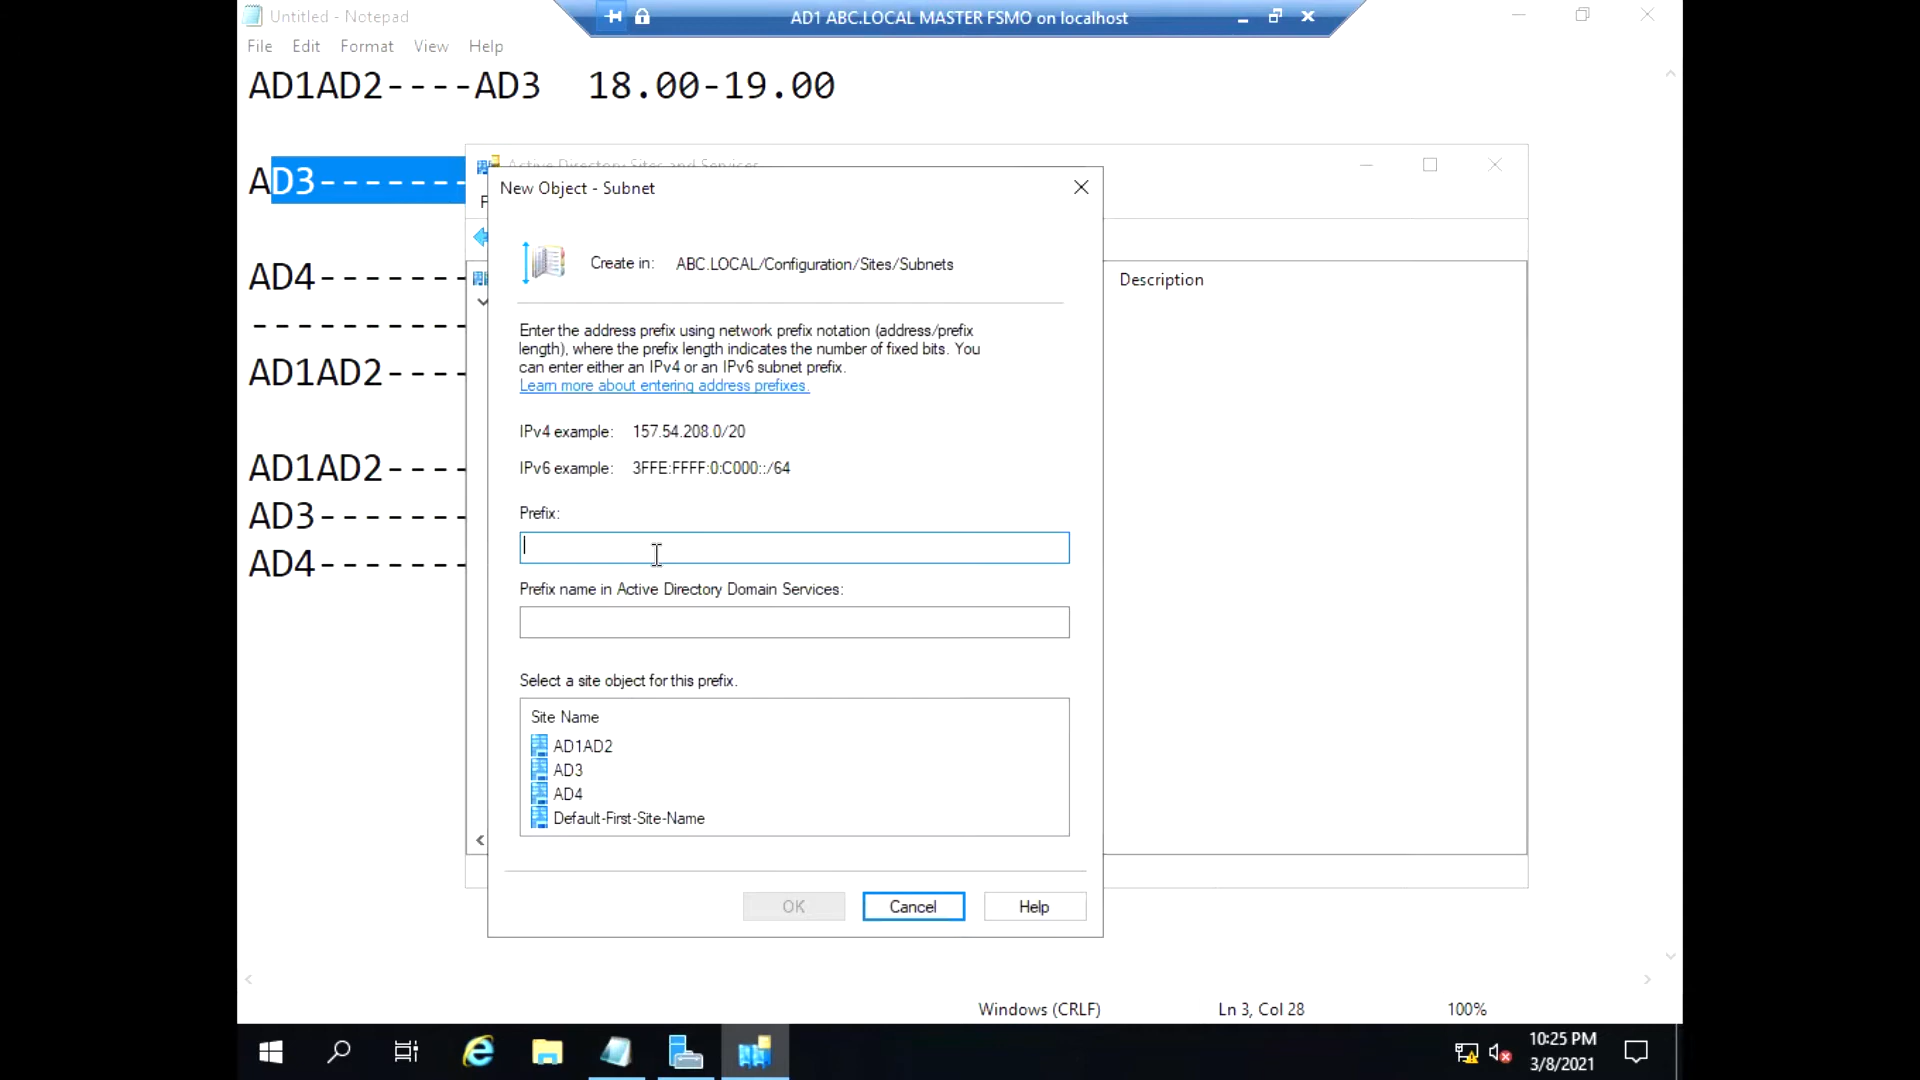 Untitled - Notepad
AD1 ABC.LOCAL MASTER FSMO on localhost
File Edit Format View Help
AD1AD2----AD3 18.00-19.00
AD3-------
AD4-------
----------
AD1AD2----
AD1AD2----
AD3-------
AD4-------
Active Directory Sites and Services
New Object - Subnet
Create in: ABC.LOCAL/Configuration/Sites/Subnets
Description
Enter the address prefix using network prefix notation (address/prefix
length), where the prefix length indicates the number of fixed bits. You
can enter either an IPv4 or an IPv6 subnet prefix.
Learn more about entering address prefixes.
IPv4 example: 157.54.208.0/20
IPv6 example: 3FFE:FFFF:0:C000::/64
Prefix:
Prefix name in Active Directory Domain Services:
Select a site object for this prefix.
Site Name
AD1AD2
AD3
AD4
Default-First-Site-Name
OK Cancel Help
Windows (CRLF) Ln 3, Col 28 100%
10:25 PM
3/8/2021